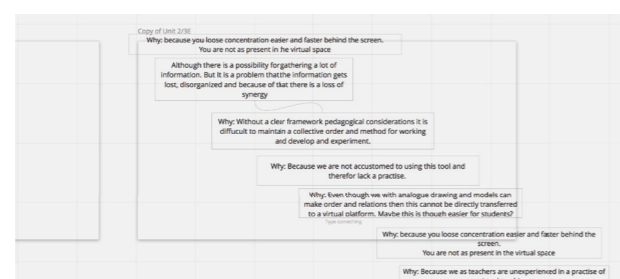 Copy of Unit 2/3E
Why: because you loose concentration easier and faster behind the screen.
You are not as present in he virtual space
Although there is a possibility forgathering a lot of
information. But It is a problem thatthe information gets
lost, disorganized and because of that there is a loss of
synergy
Why: Without a clear framework pedagogical considerations it is
diffucult to maintain a collective order and method for working
and develop and experiment.
Why: Because we are not accustomed to using this tool and
therefor lack a practise.
Why: Even though we with analogue drawing and models can
make order and relations then this cannot be directly transferred
to a virtual platform. Maybe this is though easier for students?
Type something
Why: because you loose concentration easier and faster behind the
screen.
You are not as present in the virtual space
Why: Because we as teachers are unexperienxed in a practise of